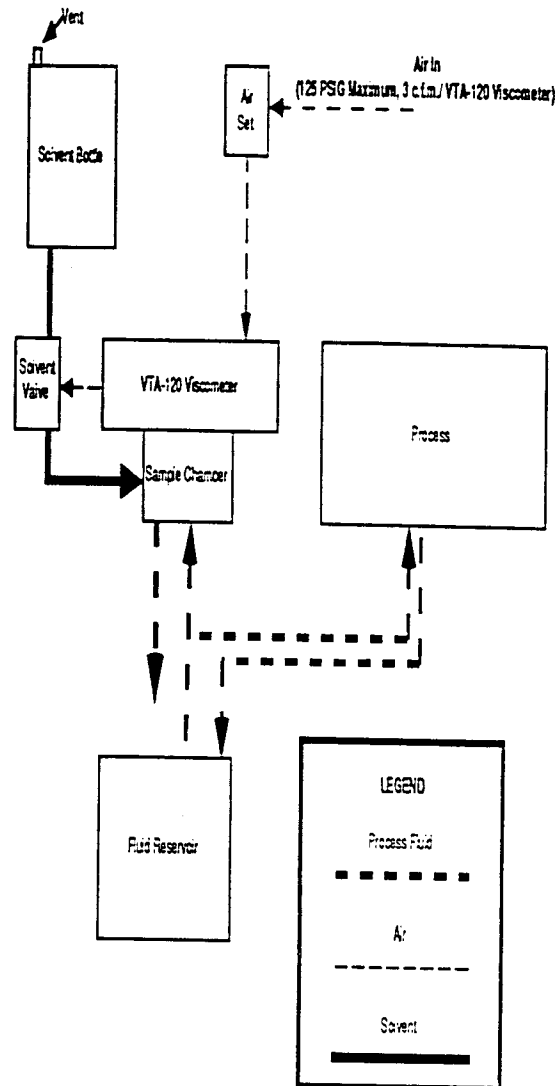 Vent
Air In
(125 PSIG Maximum, 3 c.f.m./ VTA-120 Viscometer)
Air
Set
Solvent Bottle
Solvent
Valve
VTA-120 Viscometer
Process
Sample Chamber
LEGEND
Fluid Reservoir
Process Fluid
Air
Solvent